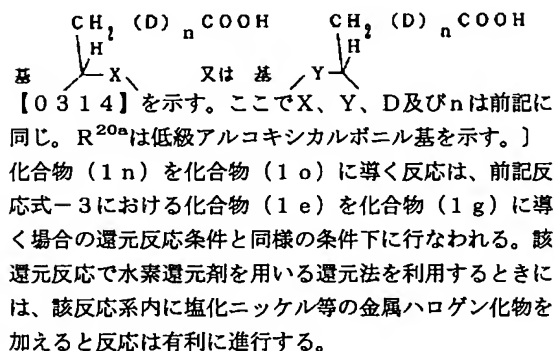 CH₂ (D) n COOH CH₂ (D) n COOH
H H
基 X 又は 基 Y
【0314】を示す。ここでX、Y、D及びnは前記に
同じ。R²⁰ᵃは低級アルコキシカルボニル基を示す。〕
化合物(1n)を化合物(1o)に導く反応は、前記反
応式-3における化合物(1e)を化合物(1g)に導
く場合の還元反応条件と同様の条件下に行なわれる。該
還元反応で水素還元剤を用いる還元法を利用するときに
は、該反応系内に塩化ニッケル等の金属ハロゲン化物を
加えると反応は有利に進行する。